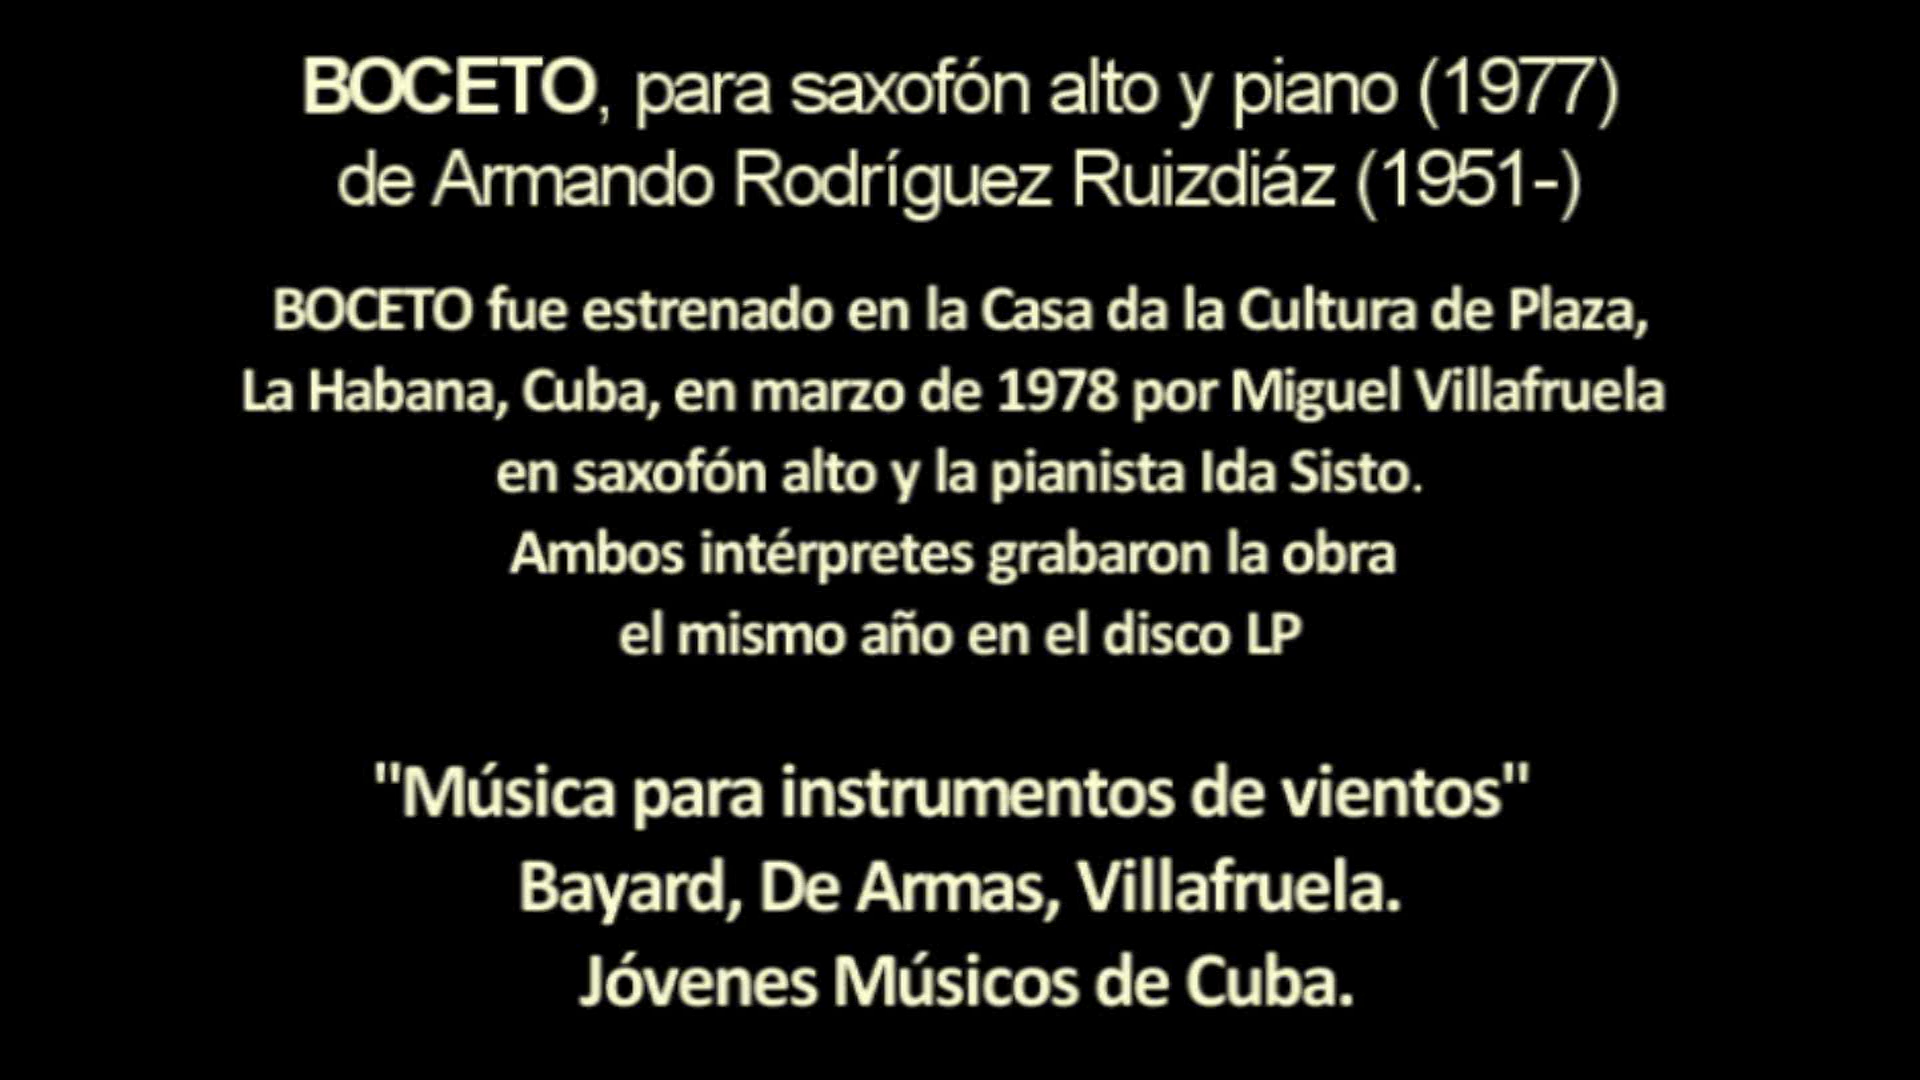 BOCETO, para saxofón alto y piano (1977)
de Armando Rodríguez Ruizdiáz (1951-)
BOCETO fue estrenado en la Casa da la Cultura de Plaza,
La Habana, Cuba, en marzo de 1978 por Miguel Villafruela
en saxofón alto y la pianista Ida Sisto.
Ambos intérpretes grabaron la obra
el mismo año en el disco LP
"Música para instrumentos de vientos"
Bayard, De Armas, Villafruela.
Jóvenes Músicos de Cuba.